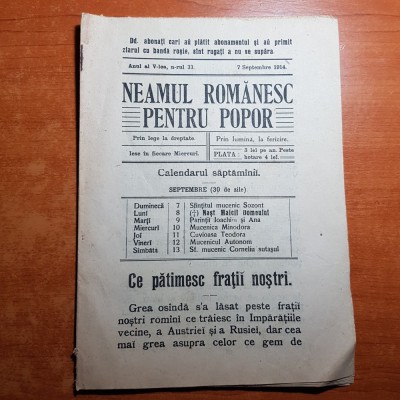 Dd. abonați cari au plătit abonamentul și au primit
ziarul cu bandă roșie, sînt rugați a nu se supăra
Anul al V-lea, n-rul 33.
7 Septembre 1914.
NEAMUL ROMĂNESC
PENTRU POPOR
Prin lege la dreptate.
Iese în fiecare Miercuri.
Prin lumină, la fericire.
PLATA: 3 lei pe an. Peste
hotare 4 lei.
Calendarul săptămînii.
SEPTEMBRE (30 de zile).
Duminecă 7 Sfințitul mucenic Sozont
Luni 8 (†) Nașt Maicii Domnului
Marți 9 Părinții Ioachim și Ana
Miercuri 10 Mucenica Minodora
Joi 11 Cuvioasa Teodora
Vineri 12 Mucenicul Autonom
Sîmbătă 13 Sf. mucenic Corneliu sutașul
Ce pătimesc frații noștri.
Grea osîndă s'a lăsat peste frații
noștri romîni ce trăiesc în Împărățiile
vecine, a Austriei și a Rusiei, dar cea
mai grea asupra celor ce gem de